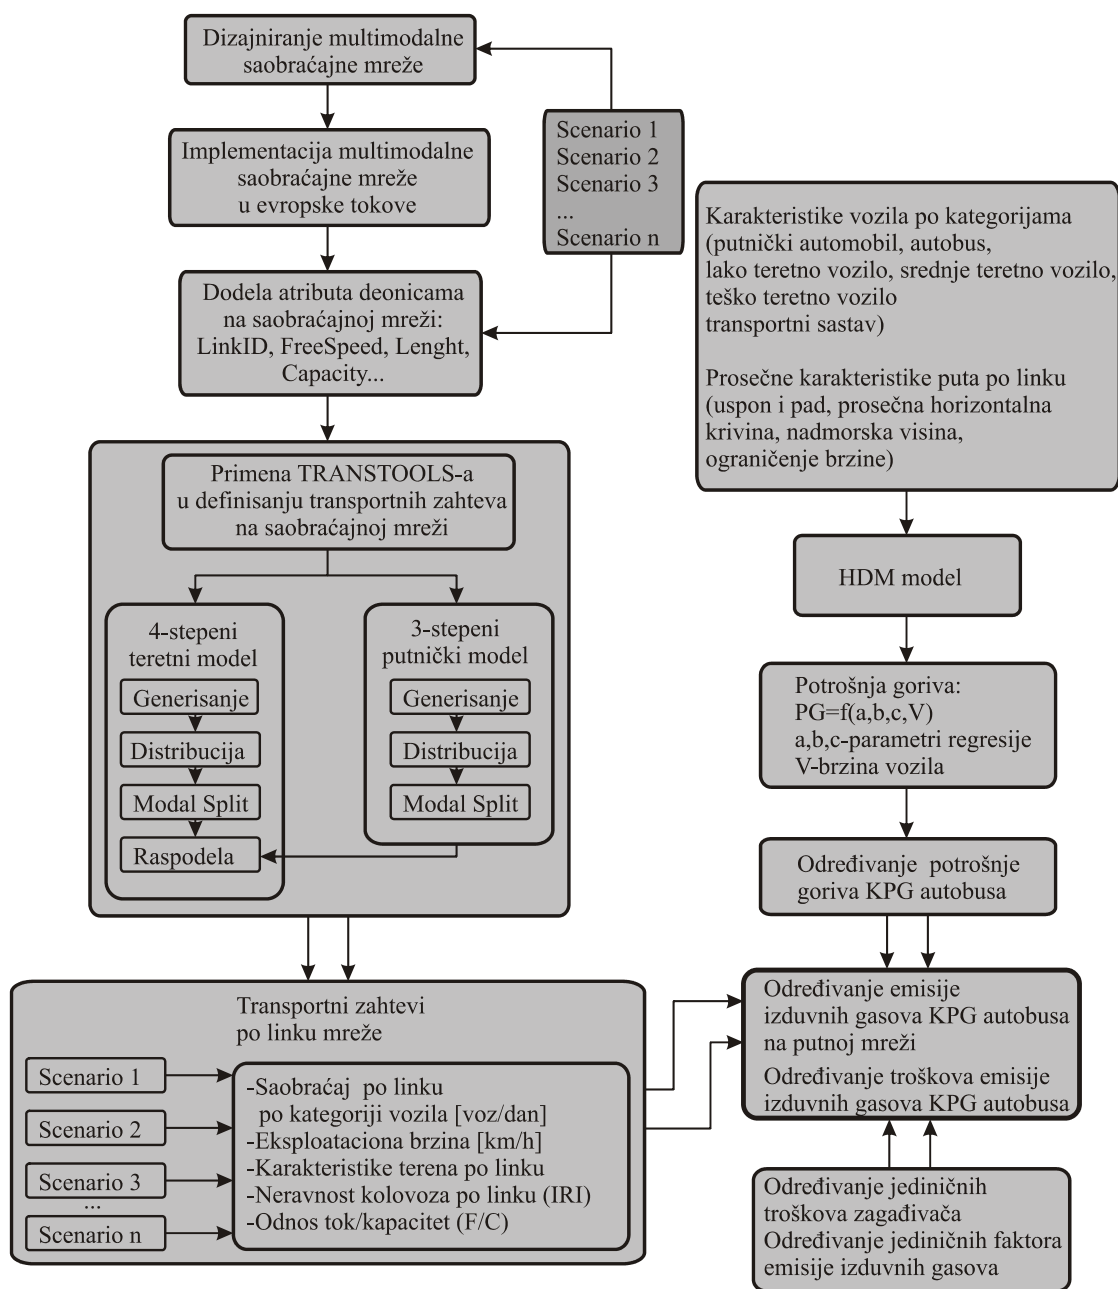 Dizajniranje multimodalne
saobraćajne mreže
Implementacija multimodalne
saobraćajne mreže
u evropske tokove
Scenario 1
Scenario 2
Scenario 3
...
Scenario n
Dodela atributa deonicama
na saobraćajnoj mreži:
LinkID, FreeSpeed, Lenght,
Capacity...
Primena TRANSTOOLS-a
u definisanju transportnih zahteva
na saobraćajnoj mreži
4-stepeni
teretni model
Generisanje
Distribucija
Modal Split
Raspodela
3-stepeni
putnički model
Generisanje
Distribucija
Modal Split
Transportni zahtevi
po linku mreže
Scenario 1
Scenario 2
Scenario 3
...
Scenario n
-Saobraćaj po linku
po kategoriji vozila [voz/dan]
-Eksploataciona brzina [km/h]
-Karakteristike terena po linku
-Neravnost kolovoza po linku (IRI)
-Odnos tok/kapacitet (F/C)
Karakteristike vozila po kategorijama
(putnički automobil, autobus,
lako teretno vozilo, srednje teretno vozilo,
teško teretno vozilo
transportni sastav)
Prosečne karakteristike puta po linku
(uspon i pad, prosečna horizontalna
krivina, nadmorska visina,
ograničenje brzine)
HDM model
Potrošnja goriva:
PG=f(a,b,c,V)
a,b,c-parametri regresije
V-brzina vozila
Određivanje potrošnje
goriva KPG autobusa
Određivanje emisije
izduvnih gasova KPG autobusa
na putnoj mreži
Određivanje troškova emisije
izduvnih gasova KPG autobusa
Određivanje jediničnih
troškova zagađivača
Određivanje jediničnih faktora
emisije izduvnih gasova